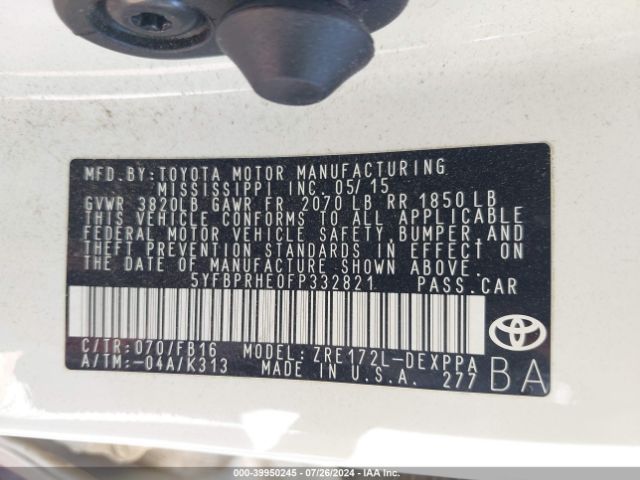 MFD.BY:TOYOTA MOTOR MANUFACTURING
MISSISSIPPI INC. 05/15
GVWR 3820LB GAWR FR 2070 LB RR 1850 LB
THIS VEHICLE CONFORMS TO ALL APPLICABLE
FEDERAL MOTOR VEHICLE SAFETY, BUMPER AND
THEFT PREVENTION STANDARDS IN EFFECT ON
THE DATE OF MANUFACTURE SHOWN ABOVE.
5YFBPRHE0FP332821 PASS.CAR
C/TR: 070/FB16 MODEL: ZRE172L-DEXPPA
A/TM:-04A/K313 MADE IN U.S.A. 277 BA
000-39950245 - 07/26/2024 - IAA Inc.